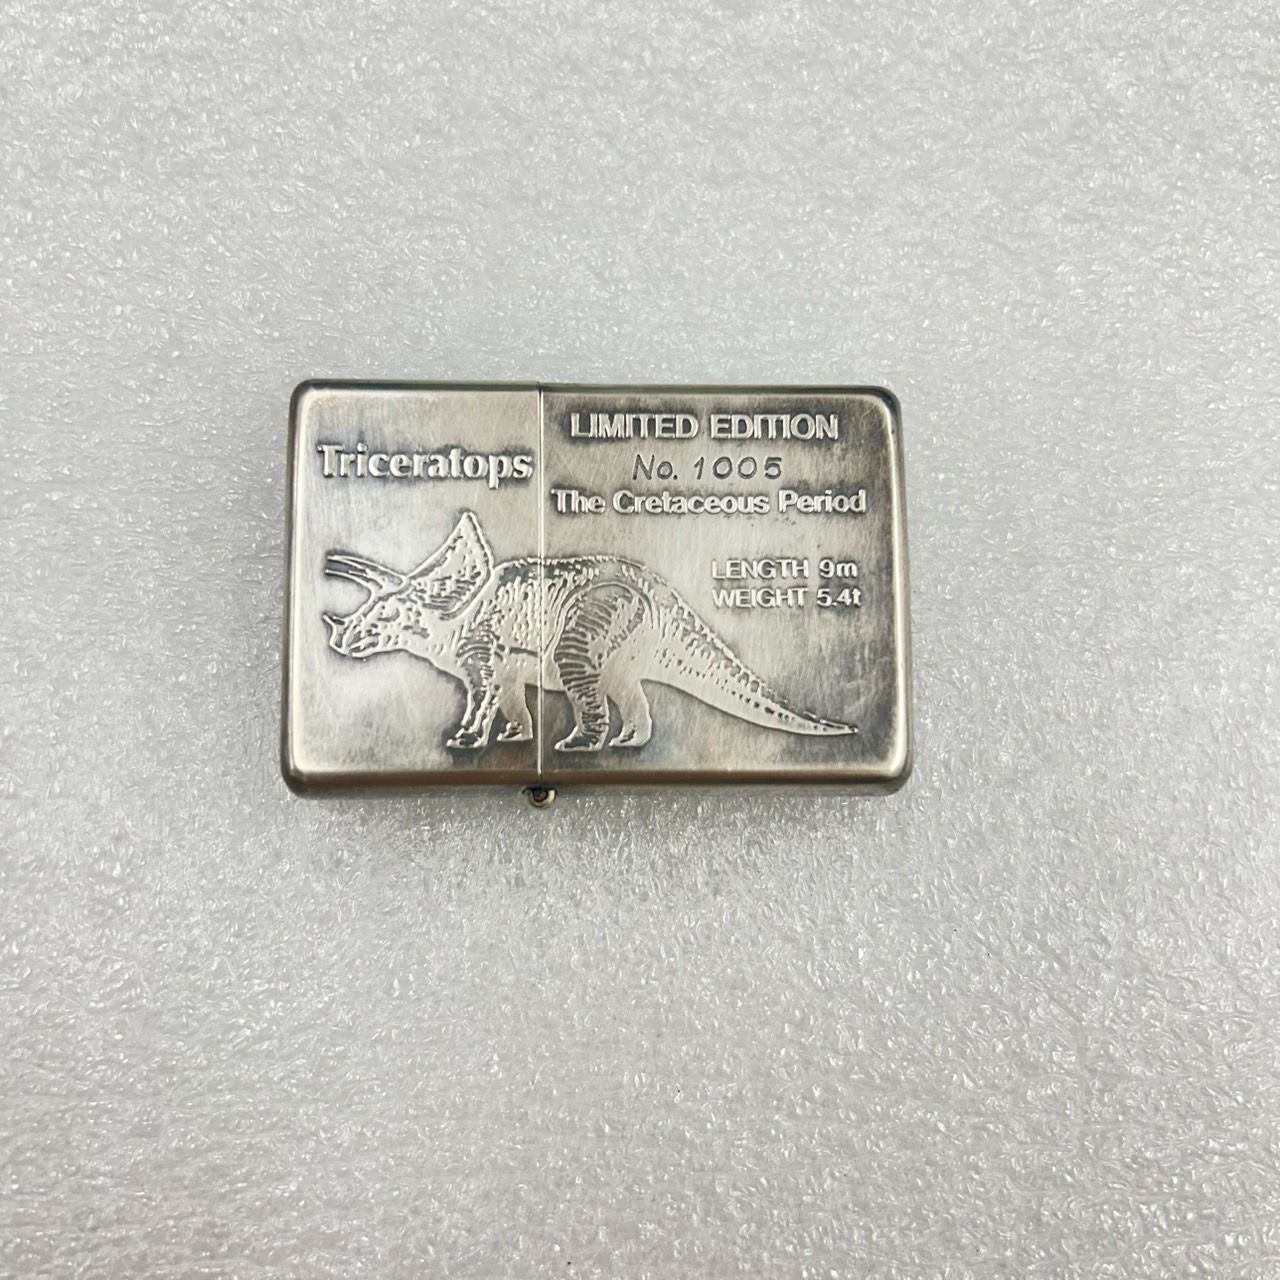 Triceratops
LIMITED EDITION
No. 1005
The Cretaceous Period
LENGTH 9m
WEIGHT 5.4t